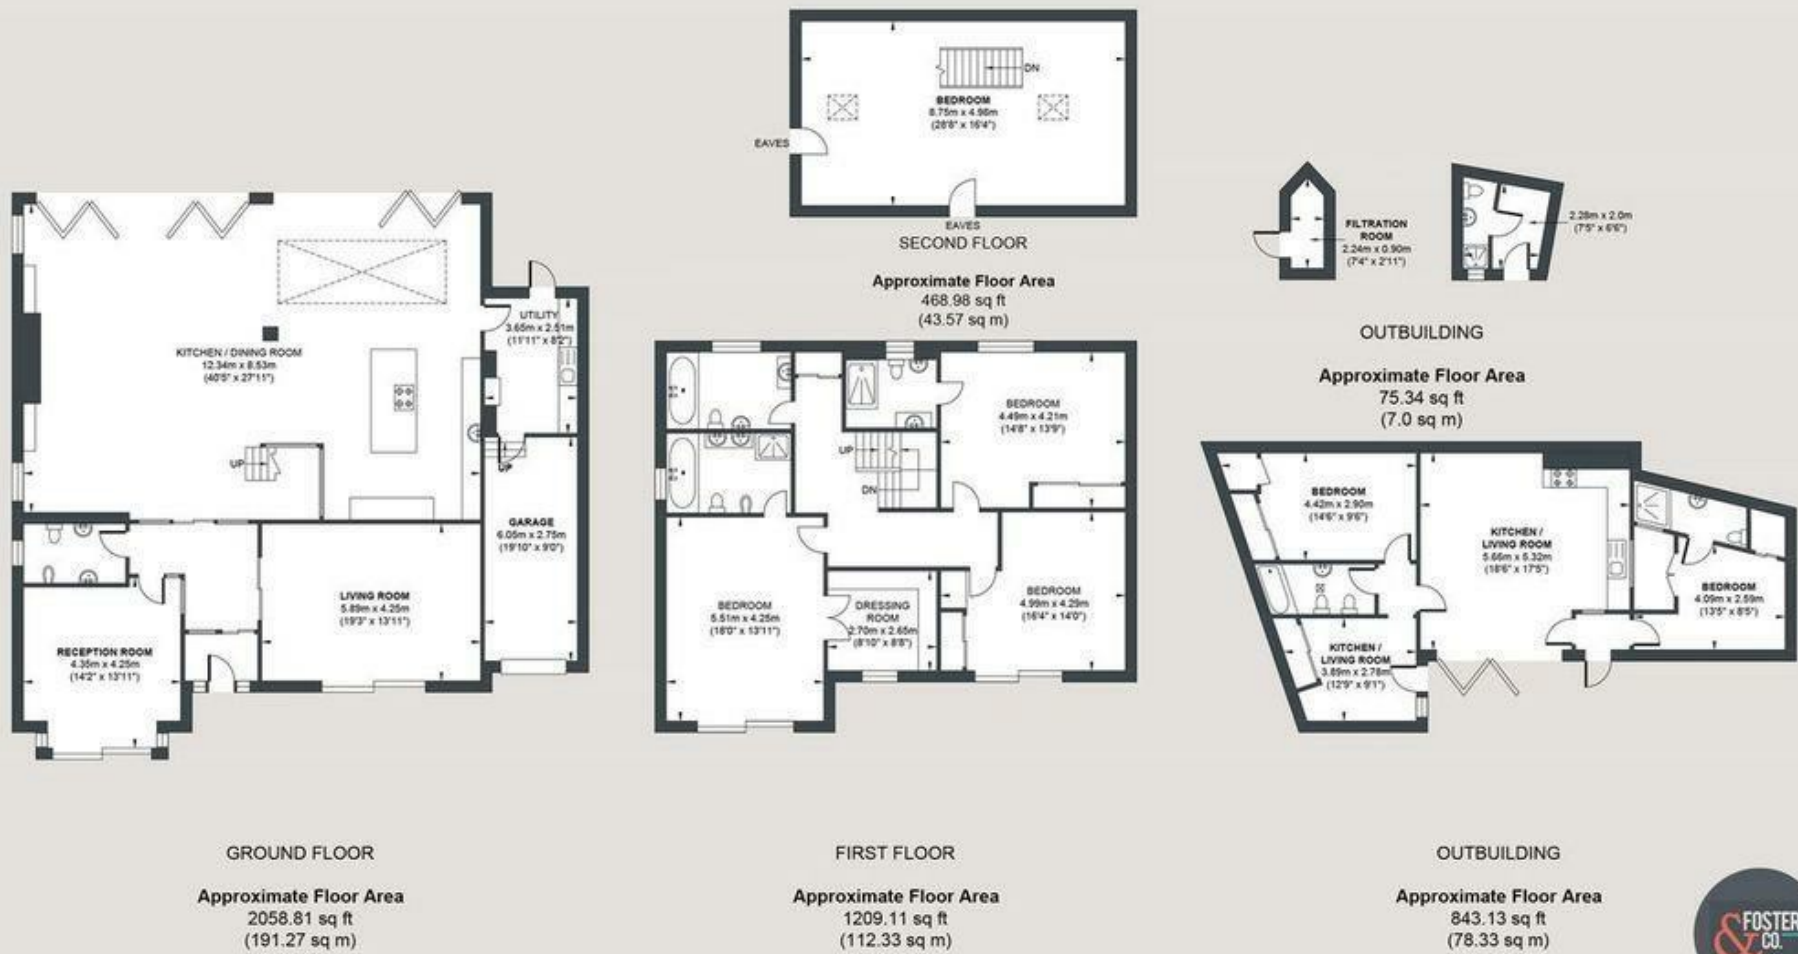 BEDROOM
8.75m x 4.96m
(28'8" x 16'4")
DN
EAVES
EAVES
SECOND FLOOR
Approximate Floor Area
468.98 sq ft
(43.57 sq m)
KITCHEN / DINING ROOM
12.34m x 8.53m
(40'5" x 27'11")
UP
UTILITY
3.65m x 2.51m
(11'11" x 8'2")
UP
GARAGE
6.05m x 2.75m
(19'10" x 9'0")
LIVING ROOM
5.89m x 4.25m
(19'3" x 13'11")
RECEPTION ROOM
4.35m x 4.25m
(14'2" x 13'11")
GROUND FLOOR
Approximate Floor Area
2058.81 sq ft
(191.27 sq m)
BEDROOM
4.49m x 4.21m
(14'8" x 13'9")
UP
DN
BEDROOM
5.51m x 4.25m
(18'0" x 13'11")
DRESSING
ROOM
2.70m x 2.65m
(8'10" x 8'8")
BEDROOM
4.99m x 4.29m
(16'4" x 14'0")
FIRST FLOOR
Approximate Floor Area
1209.11 sq ft
(112.33 sq m)
FILTRATION
ROOM
2.24m x 0.90m
(7'4" x 2'11")
2.28m x 2.0m
(7'5" x 6'6")
OUTBUILDING
Approximate Floor Area
75.34 sq ft
(7.0 sq m)
BEDROOM
4.42m x 2.90m
(14'6" x 9'6")
KITCHEN /
LIVING ROOM
5.66m x 5.32m
(18'6" x 17'5")
BEDROOM
4.09m x 2.59m
(13'5" x 8'5")
KITCHEN /
LIVING ROOM
3.89m x 2.78m
(12'9" x 9'1")
OUTBUILDING
Approximate Floor Area
843.13 sq ft
(78.33 sq m)
& FOSTER
CO.